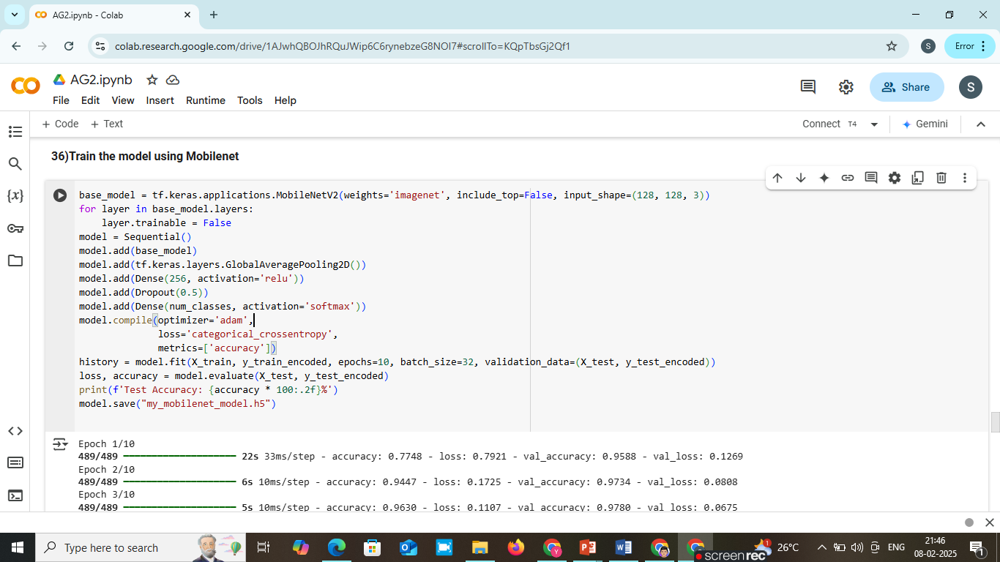 AG2.ipynb - Colab
colab.research.google.com/drive/1AJwhQBOJhRQuJWip6C6rynebzeG8NOI7#scrollTo=KQpTbsGj2Qf1
S
Error
AG2.ipynb
Share
S
File Edit View Insert Runtime Tools Help
+ Code + Text
Connect T4
Gemini
36)Train the model using Mobilenet
{x}
base_model = tf.keras.applications.MobileNetV2(weights='imagenet', include_top=False, input_shape=(128, 128, 3))
for layer in base_model.layers:
    layer.trainable = False
model = Sequential()
model.add(base_model)
model.add(tf.keras.layers.GlobalAveragePooling2D())
model.add(Dense(256, activation='relu'))
model.add(Dropout(0.5))
model.add(Dense(num_classes, activation='softmax'))
model.compile(optimizer='adam',
              loss='categorical_crossentropy',
              metrics=['accuracy'])
history = model.fit(X_train, y_train_encoded, epochs=10, batch_size=32, validation_data=(X_test, y_test_encoded))
loss, accuracy = model.evaluate(X_test, y_test_encoded)
print(f'Test Accuracy: {accuracy * 100:.2f}%')
model.save("my_mobilenet_model.h5")
Epoch 1/10
489/489 22s 33ms/step - accuracy: 0.7748 - loss: 0.7921 - val_accuracy: 0.9588 - val_loss: 0.1269
Epoch 2/10
489/489 6s 10ms/step - accuracy: 0.9447 - loss: 0.1725 - val_accuracy: 0.9734 - val_loss: 0.0808
Epoch 3/10
489/489 5s 10ms/step - accuracy: 0.9630 - loss: 0.1107 - val_accuracy: 0.9780 - val_loss: 0.0675
Type here to search
screenrec
26°C
ENG
21:46
08-02-2025
1